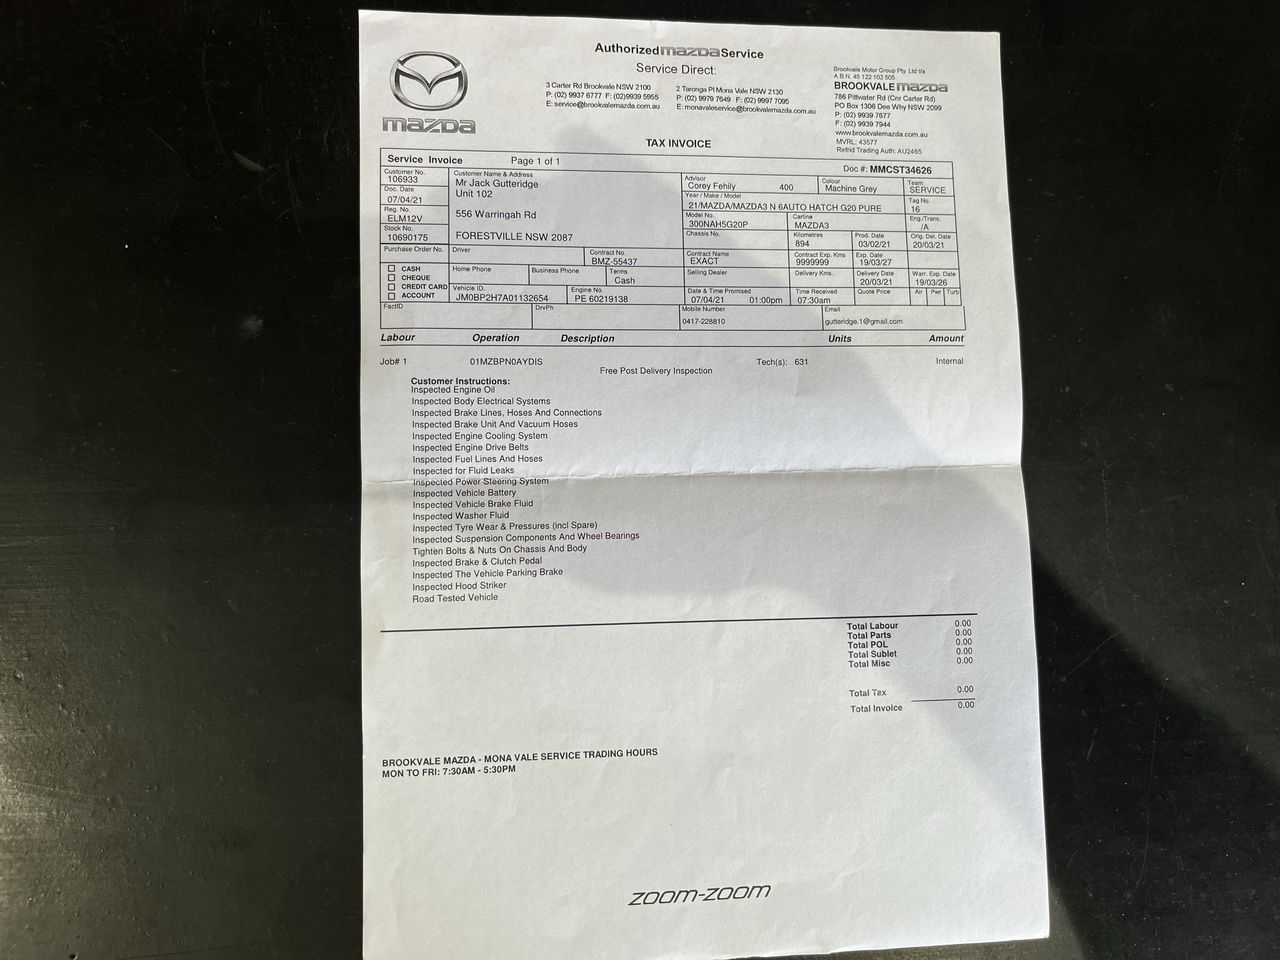 Authorized mazda Service
Service Direct:
3 Carter Rd Brookvale NSW 2100
P: (02) 9937 6777 F: (02)9939 5955
E: service@brookvalemazda.com.au
2 Taronga Pl Mona Vale NSW 2130
P: (02) 9979 7649 F: (02) 9997 7095
E: monavaleservice@brookvalemazda.com.au
Brookvale Motor Group Pty. Ltd t/a
A.B.N. 45 122 102 505
BROOKVALE mazda
786 Pittwater Rd (Cnr Carter Rd)
PO Box 1306 Dee Why NSW 2099
P: (02) 9939 7677
F: (02) 9939 7944
www.brookvalemazda.com.au
MVRL: 43577
Refrid Trading Auth: AU2465
mazda
TAX INVOICE
Service Invoice Page 1 of 1 Doc #: MMCST34626
Customer No.
106933
Doc. Date
07/04/21
Reg. No.
ELM12V
Stock No.
10690175
Customer Name & Address
Mr Jack Gutteridge
Unit 102
556 Warringah Rd
FORESTVILLE NSW 2087
Advisor
Corey Fehily 400
Colour
Machine Grey
Team
SERVICE
Year / Make / Model
21/MAZDA/MAZDA3 N 6AUTO HATCH G20 PURE
Tag No.
16
Model No.
300NAH5G20P
Carline
MAZDA3
Eng./Trans.
/A
Chassis No.
Kilometres
894
Prod. Date
03/02/21
Orig. Del. Date
20/03/21
Purchase Order No.
Driver
Contract No.
BMZ-55437
Contract Name
EXACT
Contract Exp. Kms
9999999
Exp. Date
19/03/27
CASH
CHEQUE
CREDIT CARD
ACCOUNT
Home Phone
Business Phone
Terms
Cash
Selling Dealer
Delivery Kms.
Delivery Date
20/03/21
Warr. Exp. Date
19/03/26
Vehicle ID.
JM0BP2H7A01132654
Engine No.
PE 60219138
Date & Time Promised
07/04/21 01:00pm
Time Received
07:30am
Quote Price
Air Pwr Turb
FactID
DrvPh
Mobile Number
0417-228810
Email
gutteridge.1@gmail.com
Labour Operation Description Units Amount
Job# 1 01MZBPN0AYDIS Tech(s): 631 Internal
Free Post Delivery Inspection
Customer Instructions:
Inspected Engine Oil
Inspected Body Electrical Systems
Inspected Brake Lines, Hoses And Connections
Inspected Brake Unit And Vacuum Hoses
Inspected Engine Cooling System
Inspected Engine Drive Belts
Inspected Fuel Lines And Hoses
Inspected for Fluid Leaks
Inspected Power Steering System
Inspected Vehicle Battery
Inspected Vehicle Brake Fluid
Inspected Washer Fluid
Inspected Tyre Wear & Pressures (incl Spare)
Inspected Suspension Components And Wheel Bearings
Tighten Bolts & Nuts On Chassis And Body
Inspected Brake & Clutch Pedal
Inspected The Vehicle Parking Brake
Inspected Hood Striker
Road Tested Vehicle
Total Labour 0.00
Total Parts 0.00
Total POL 0.00
Total Sublet 0.00
Total Misc 0.00
Total Tax 0.00
Total Invoice 0.00
BROOKVALE MAZDA - MONA VALE SERVICE TRADING HOURS
MON TO FRI: 7:30AM - 5:30PM
zoom-zoom